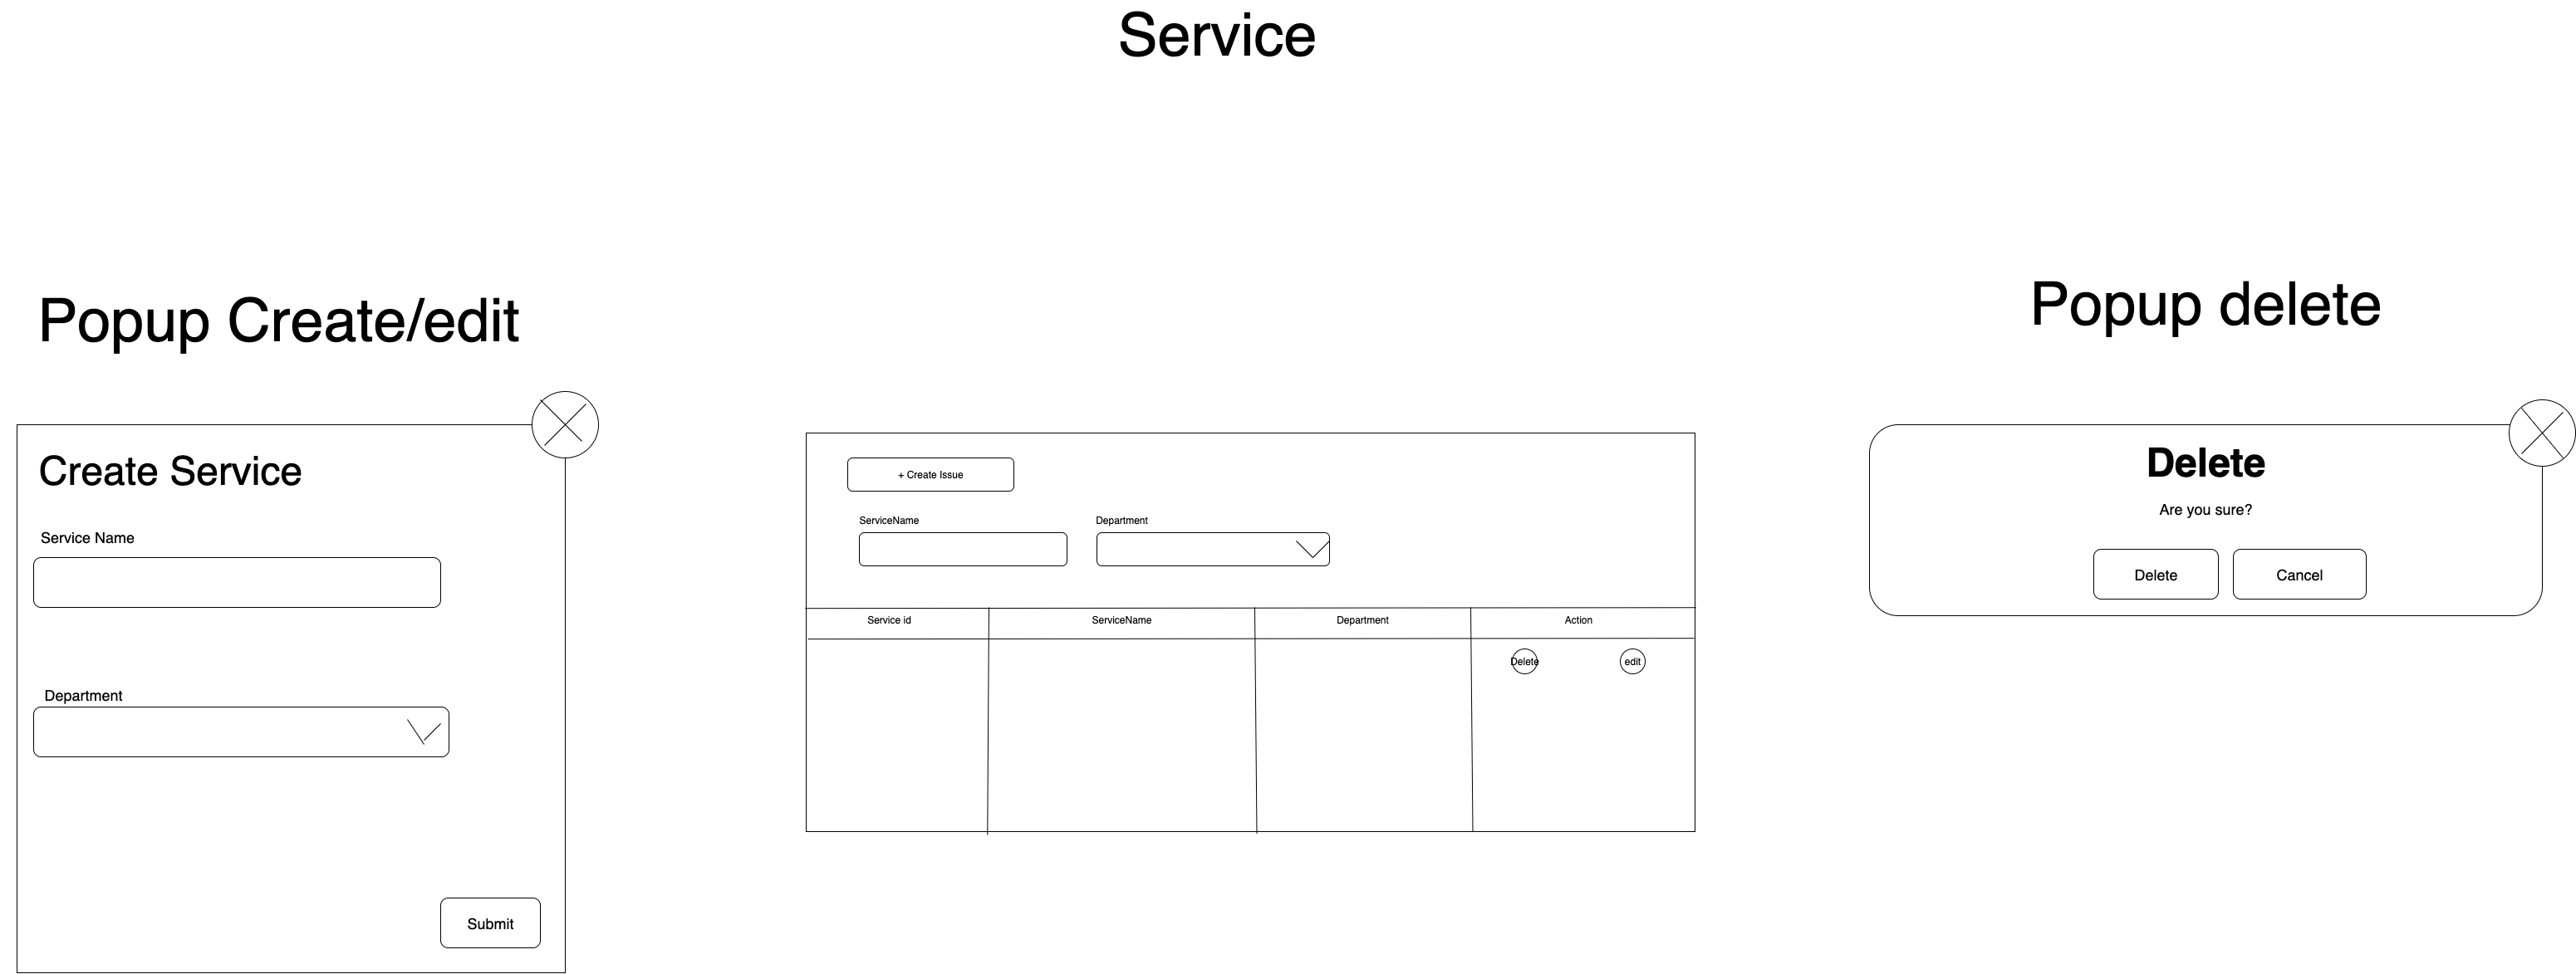 Service
Popup Create/edit
Create Service
Service Name
Department
Submit
+ Create Issue
ServiceName
Department
Service id
ServiceName
Department
Action
Delete
edit
Popup delete
Delete
Are you sure?
Delete
Cancel